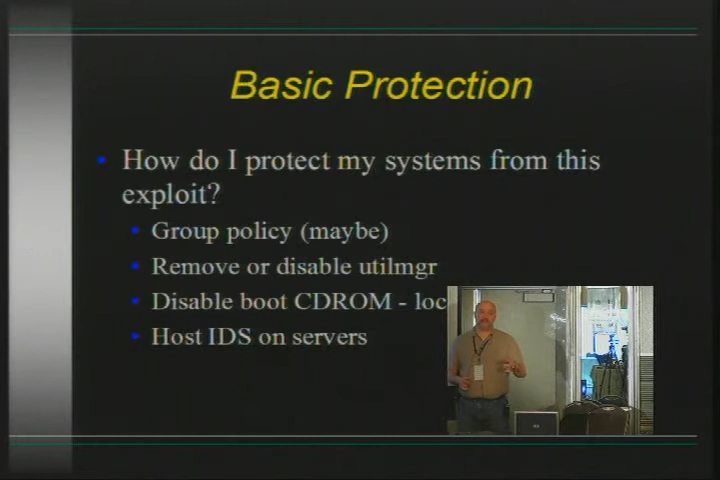 Basic Protection
How do I protect my systems from this
exploit?
Group policy (maybe)
Remove or disable utilmgr
Disable boot CDROM -
Host IDS on servers